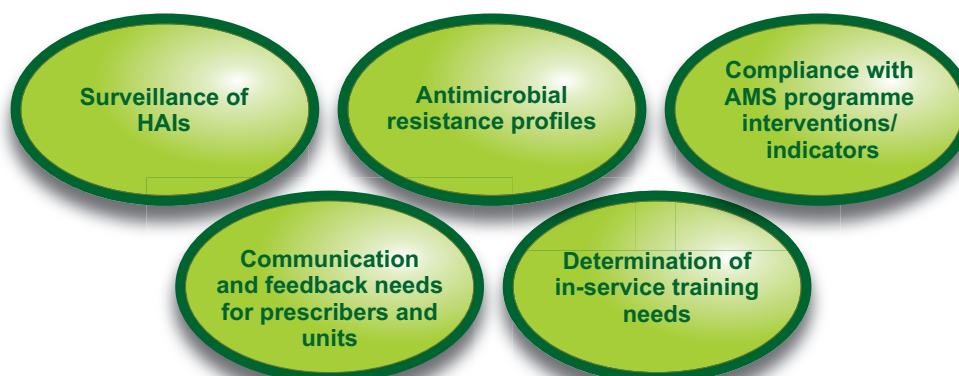 Surveillance of
HAIs
Antimicrobial
resistance profiles
Compliance with
AMS programme
interventions/
indicators
Communication
and feedback needs
for prescribers and
units
Determination of
in-service training
needs